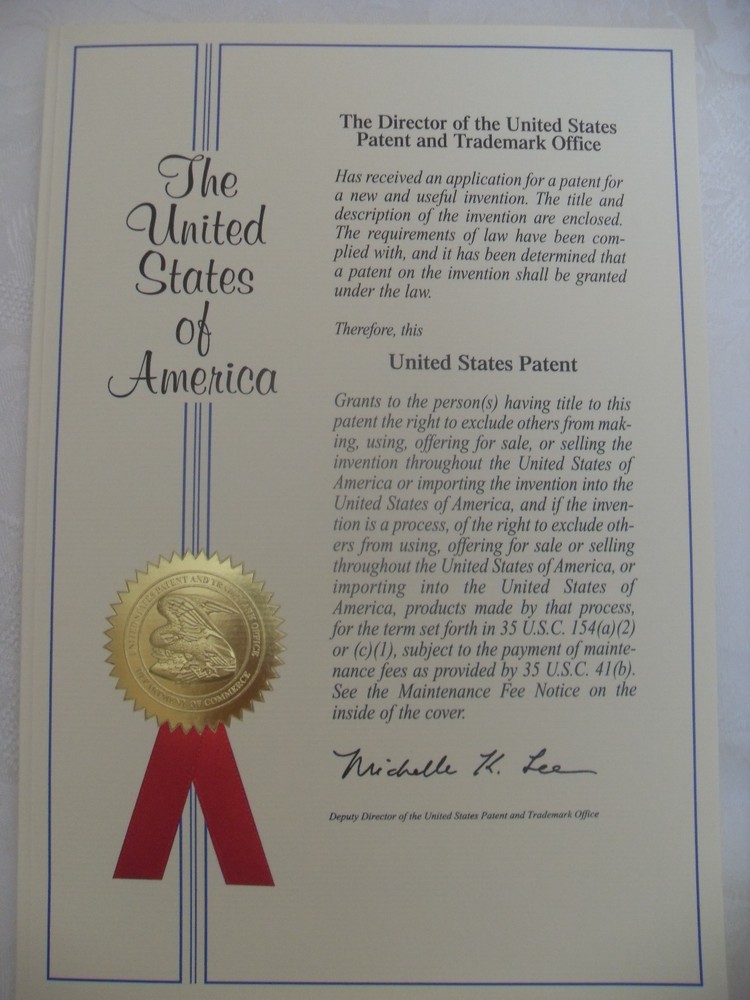 The
United
States
of
America
UNITED STATES PATENT AND TRADEMARK OFFICE
DEPARTMENT OF COMMERCE
The Director of the United States
Patent and Trademark Office
Has received an application for a patent for
a new and useful invention. The title and
description of the invention are enclosed.
The requirements of law have been com-
plied with, and it has been determined that
a patent on the invention shall be granted
under the law.
Therefore, this
United States Patent
Grants to the person(s) having title to this
patent the right to exclude others from mak-
ing, using, offering for sale, or selling the
invention throughout the United States of
America or importing the invention into the
United States of America, and if the inven-
tion is a process, of the right to exclude oth-
ers from using, offering for sale or selling
throughout the United States of America, or
importing into the United States of
America, products made by that process,
for the term set forth in 35 U.S.C. 154(a)(2)
or (c)(1), subject to the payment of mainte-
nance fees as provided by 35 U.S.C. 41(b).
See the Maintenance Fee Notice on the
inside of the cover.
Michelle K. Lee
Deputy Director of the United States Patent and Trademark Office